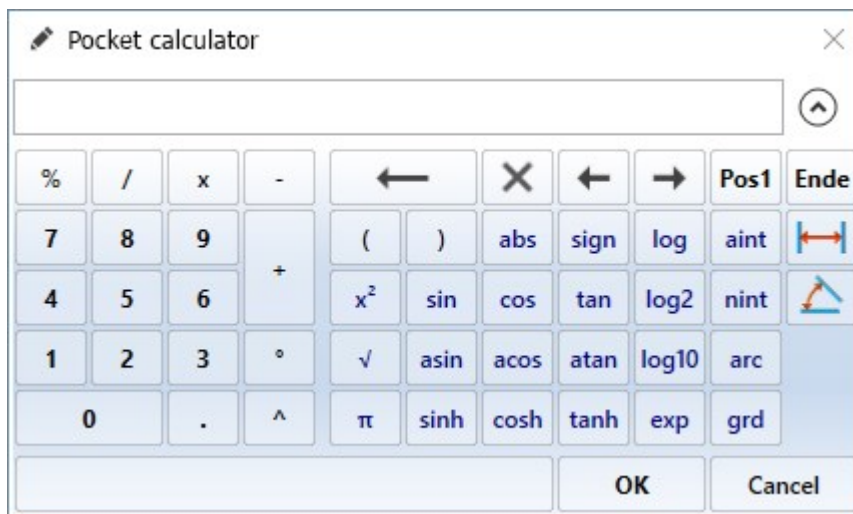 Pocket calculator
% / x - Pos1 Ende
7 8 9 + ( ) abs sign log aint
4 5 6 x² sin cos tan log2 nint
1 2 3 ° √ asin acos atan log10 arc
0 . ^ π sinh cosh tanh exp grd
OK Cancel